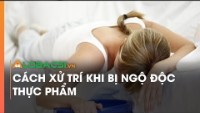 CÁCH XỬ TRÍ KHI BỊ NGỘ ĐỘC
THỰC PHẨM